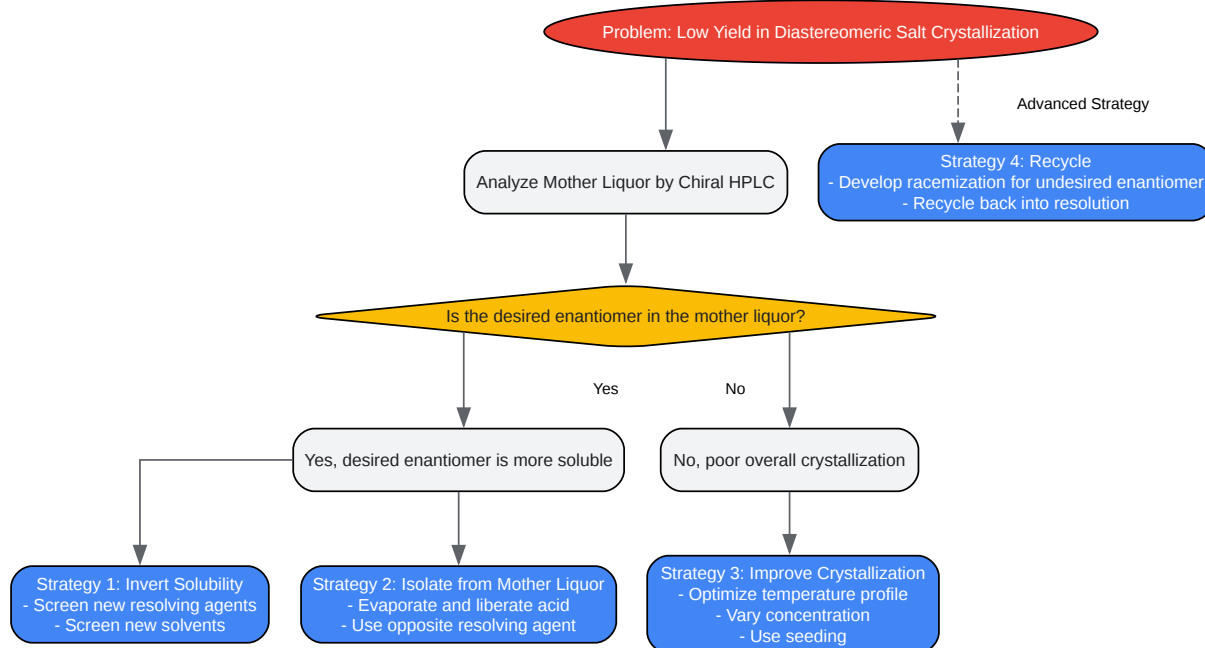 Problem: Low Yield in Diastereomeric Salt Crystallization
Advanced Strategy
Analyze Mother Liquor by Chiral HPLC
Strategy 4: Recycle
- Develop racemization for undesired enantiomer
- Recycle back into resolution
Is the desired enantiomer in the mother liquor?
Yes
No
Yes, desired enantiomer is more soluble
No, poor overall crystallization
Strategy 1: Invert Solubility
- Screen new resolving agents
- Screen new solvents
Strategy 2: Isolate from Mother Liquor
- Evaporate and liberate acid
- Use opposite resolving agent
Strategy 3: Improve Crystallization
- Optimize temperature profile
- Vary concentration
- Use seeding